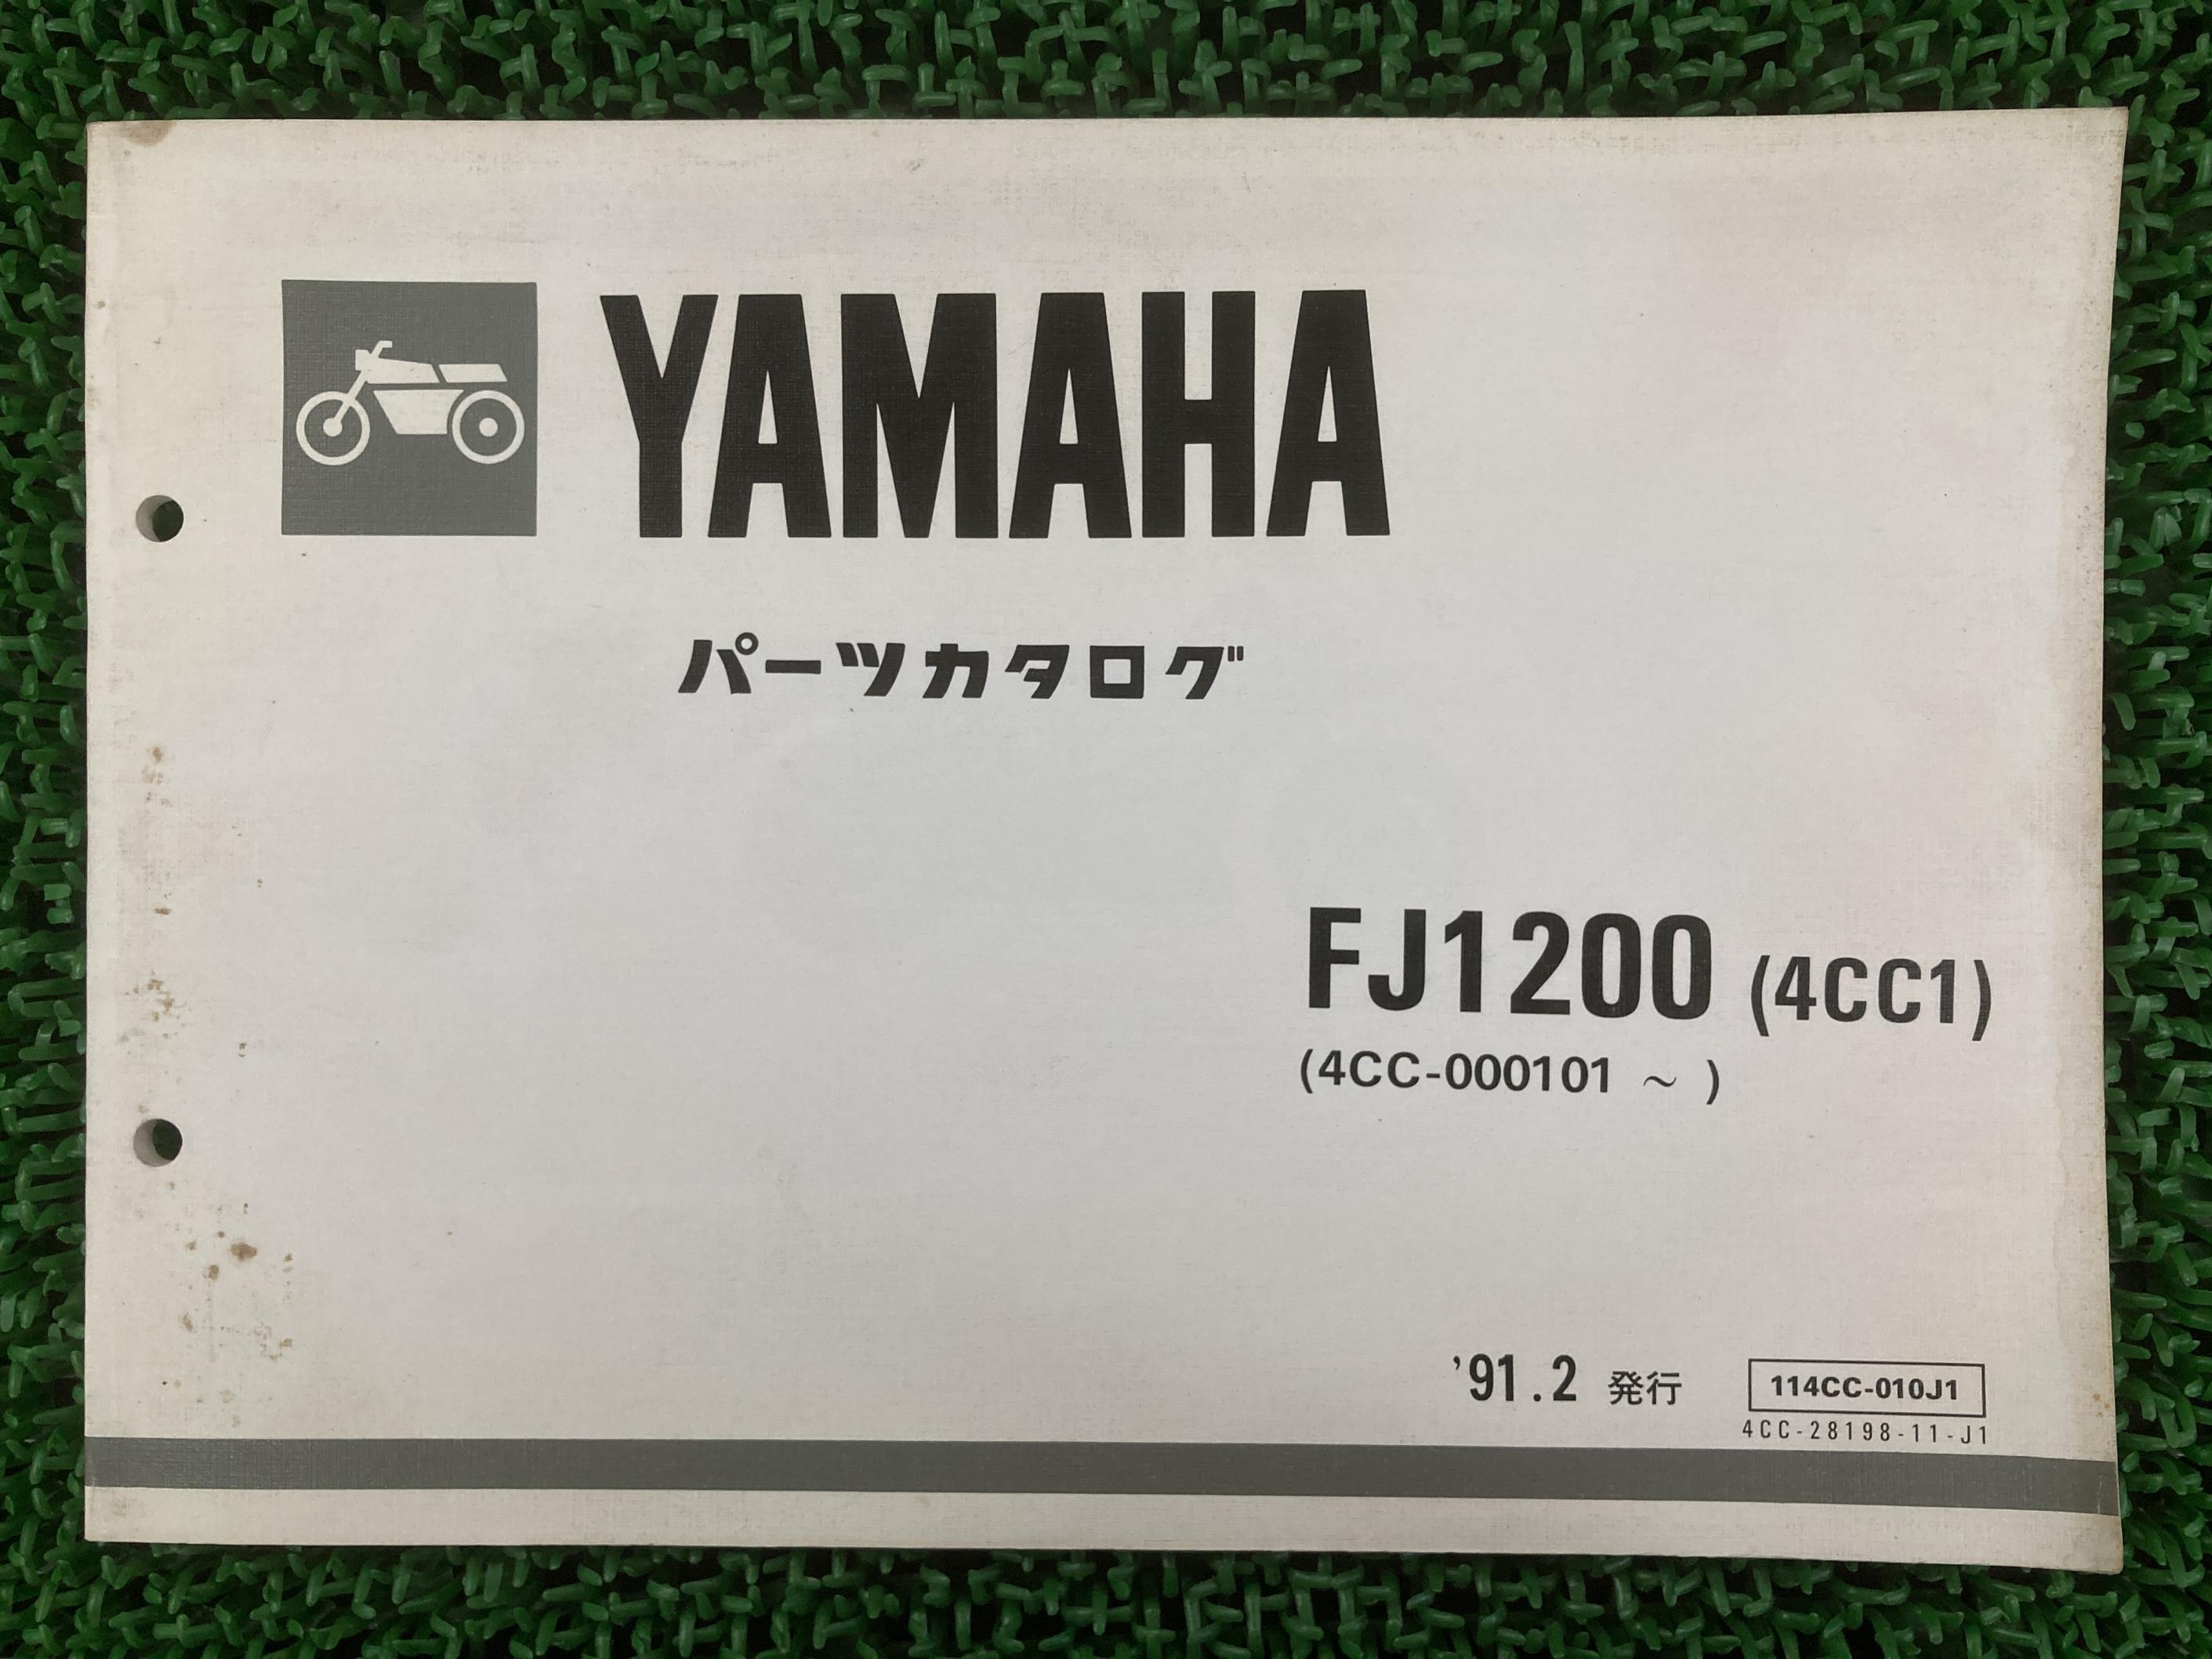 YAMAHA
パーツカタログ
FJ1200 (4CC1)
(4CC-000101 ~ )
'91.2 発行
114CC-010J1
4CC-28198-11-J1